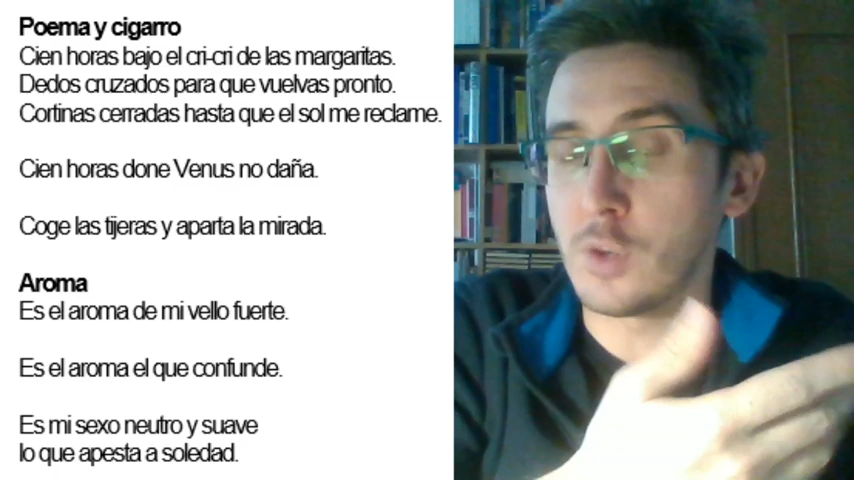 Poema y cigarro
Cien horas bajo el cri-cri de las margaritas.
Dedos cruzados para que vuelvas pronto.
Cortinas cerradas hasta que el sol me reclame.
Cien horas done Venus no daña.
Coge las tijeras y aparta la mirada.
Aroma
Es el aroma de mi vello fuerte.
Es el aroma el que confunde.
Es mi sexo neutro y suave
lo que apesta a soledad.